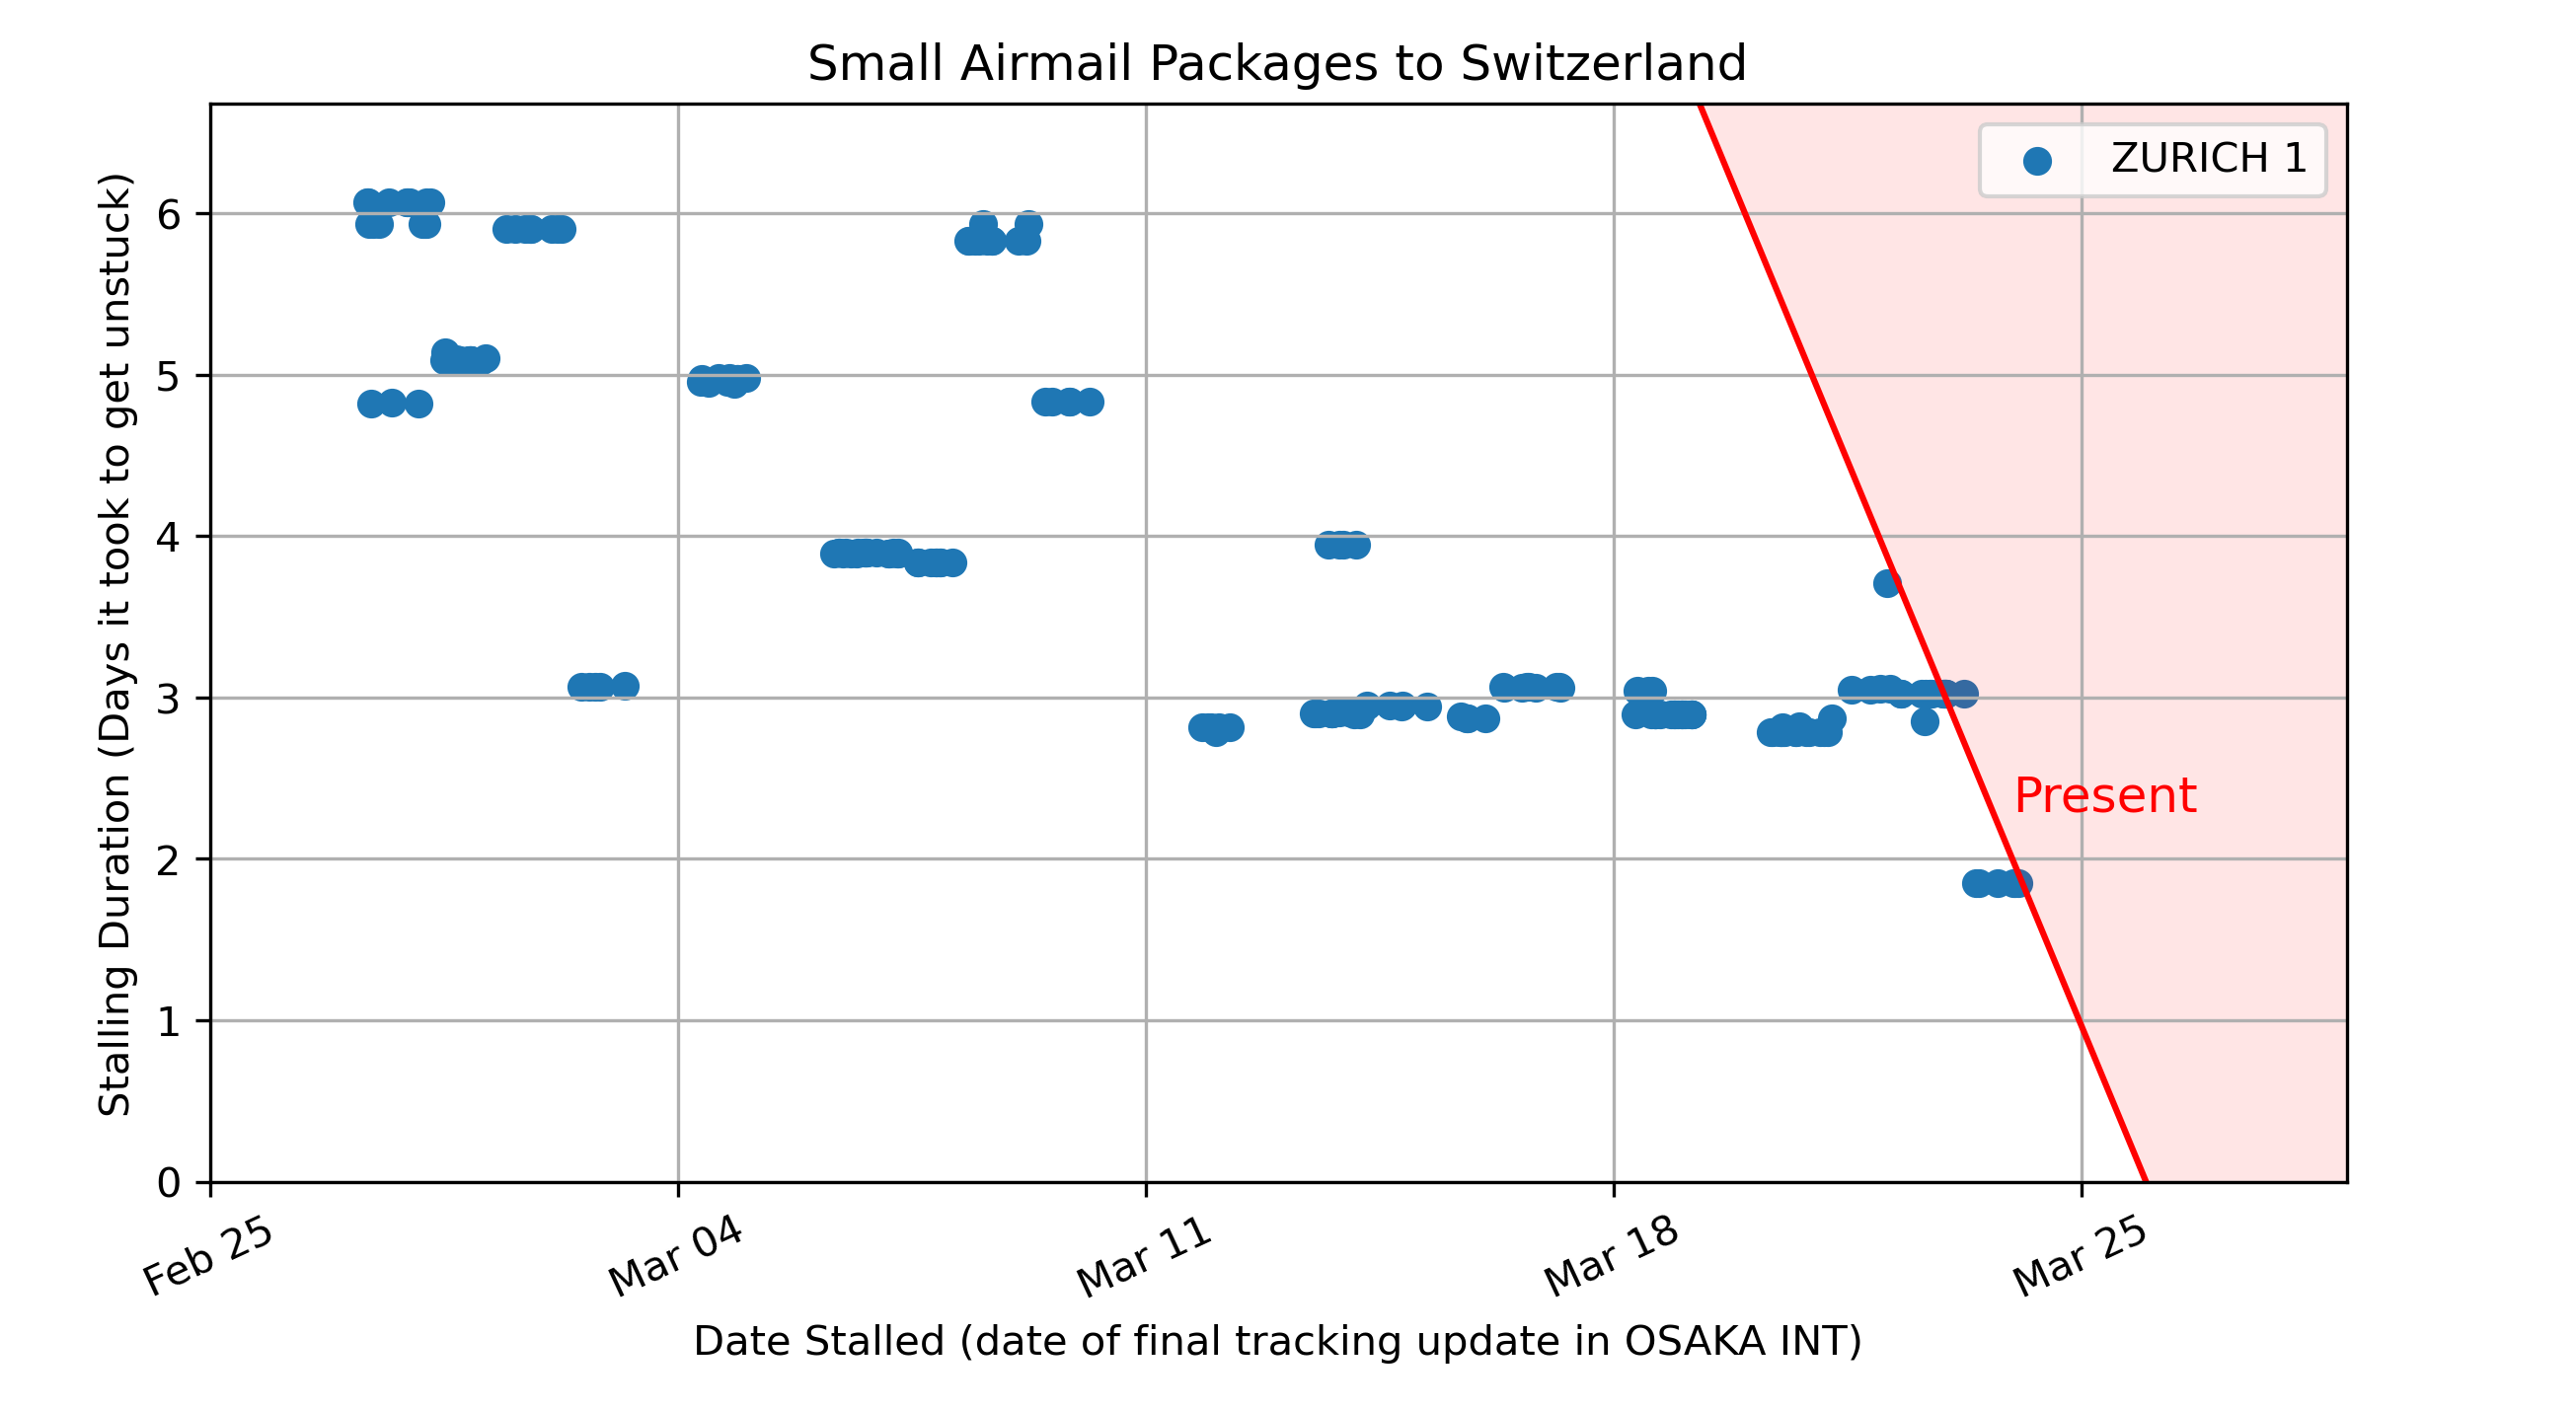 Small Airmail Packages to Switzerland
ZURICH 1
Stalling Duration (Days it took to get unstuck)
6
5
4
3
2
1
0
Present
Feb 25
Mar 04
Mar 11
Mar 18
Mar 25
Date Stalled (date of final tracking update in OSAKA INT)